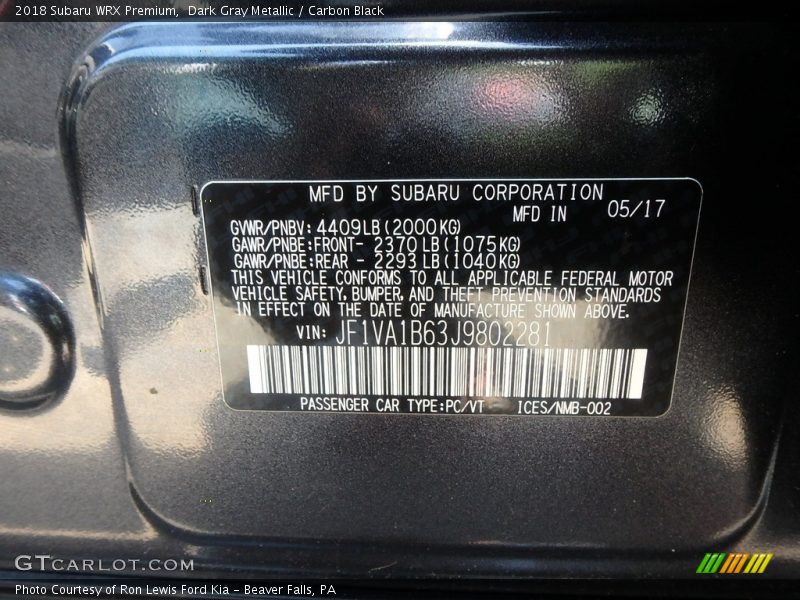 2018 Subaru WRX Premium, Dark Gray Metallic / Carbon Black
MFD BY SUBARU CORPORATION
MFD IN 05/17
GVWR/PNBV: 4409LB(2000KG)
GAWR/PNBE:FRONT- 2370LB(1075KG)
GAWR/PNBE:REAR - 2293LB(1040KG)
THIS VEHICLE CONFORMS TO ALL APPLICABLE FEDERAL MOTOR
VEHICLE SAFETY, BUMPER, AND THEFT PREVENTION STANDARDS
IN EFFECT ON THE DATE OF MANUFACTURE SHOWN ABOVE.
VIN: JF1VA1B63J9802281
PASSENGER CAR TYPE:PC/VT ICES/NMB-002
GTCARLOT.COM
Photo Courtesy of Ron Lewis Ford Kia - Beaver Falls, PA